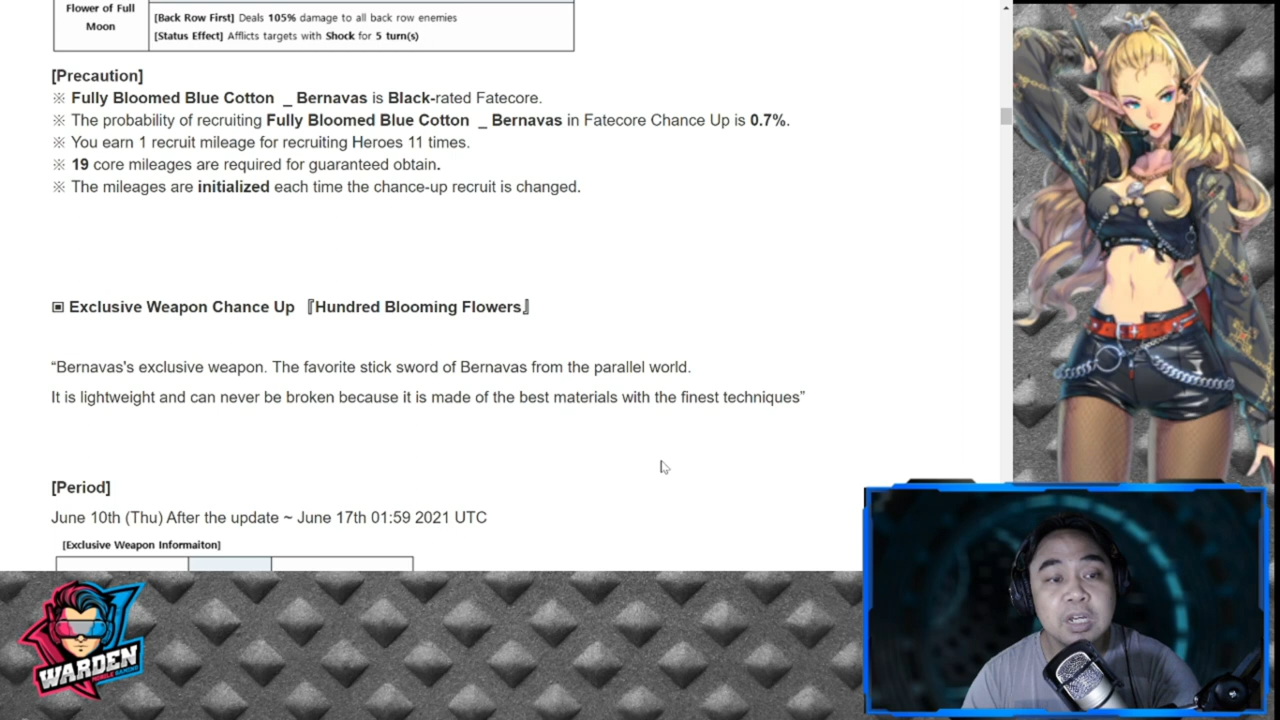 Flower of Full
Moon
[Back Row First] Deals 105% damage to all back row enemies
[Status Effect] Afflicts targets with Shock for 5 turn(s)
[Precaution]
※ Fully Bloomed Blue Cotton _ Bernavas is Black-rated Fatecore.
※ The probability of recruiting Fully Bloomed Blue Cotton _ Bernavas in Fatecore Chance Up is 0.7%.
※ You earn 1 recruit mileage for recruiting Heroes 11 times.
※ 19 core mileages are required for guaranteed obtain.
※ The mileages are initialized each time the chance-up recruit is changed.
▣ Exclusive Weapon Chance Up 『Hundred Blooming Flowers』
“Bernavas's exclusive weapon. The favorite stick sword of Bernavas from the parallel world.
It is lightweight and can never be broken because it is made of the best materials with the finest techniques”
[Period]
June 10th (Thu) After the update ~ June 17th 01:59 2021 UTC
[Exclusive Weapon Informaiton]
WARDEN
MOBILE GAMING